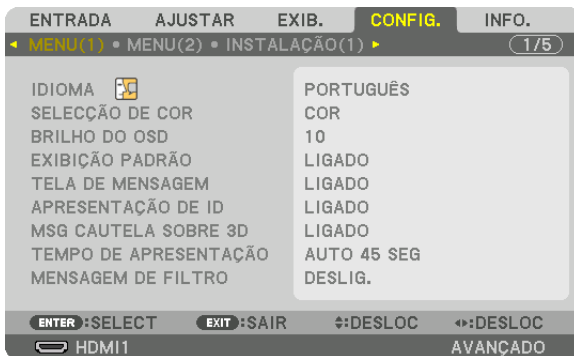 ENTRADA AJUSTAR EXIB. CONFIG. INFO.
MENU(1) • MENU(2) • INSTALAÇÃO(1) 1/5
IDIOMA PORTUGUÊS
SELECÇÃO DE COR COR
BRILHO DO OSD 10
EXIBIÇÃO PADRÃO LIGADO
TELA DE MENSAGEM LIGADO
APRESENTAÇÃO DE ID LIGADO
MSG CAUTELA SOBRE 3D LIGADO
TEMPO DE APRESENTAÇÃO AUTO 45 SEG
MENSAGEM DE FILTRO DESLIG.
ENTER :SELECT EXIT :SAIR :DESLOC :DESLOC
HDMI1 AVANÇADO